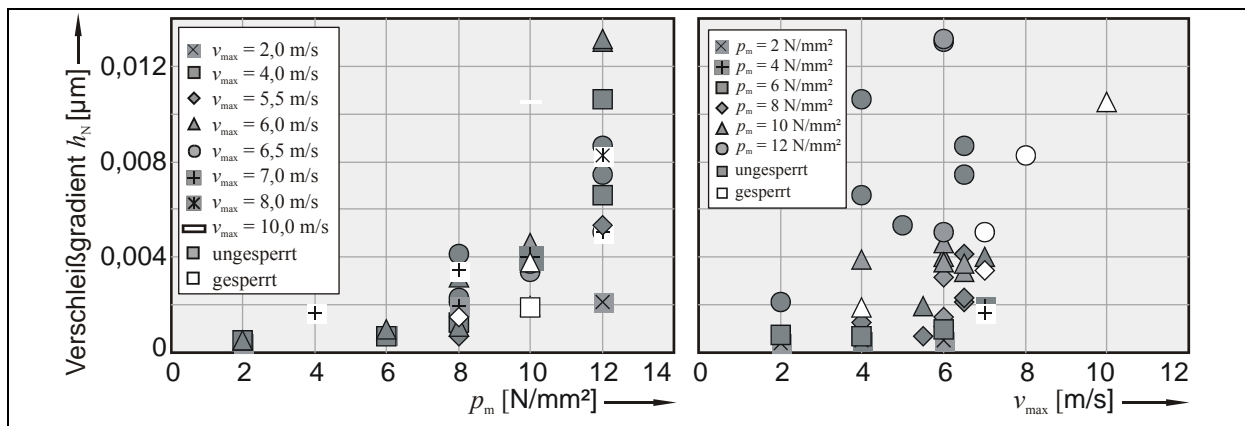 Verschleißgradient h_N [µm]
0,012
0,008
0,004
0
v_max = 2,0 m/s
v_max = 4,0 m/s
v_max = 5,5 m/s
v_max = 6,0 m/s
v_max = 6,5 m/s
v_max = 7,0 m/s
v_max = 8,0 m/s
v_max = 10,0 m/s
ungesperrt
gesperrt
0 2 4 6 8 10 12 14
p_m [N/mm²]
p_m = 2 N/mm²
p_m = 4 N/mm²
p_m = 6 N/mm²
p_m = 8 N/mm²
p_m = 10 N/mm²
p_m = 12 N/mm²
ungesperrt
gesperrt
0 2 4 6 8 10 12
v_max [m/s]